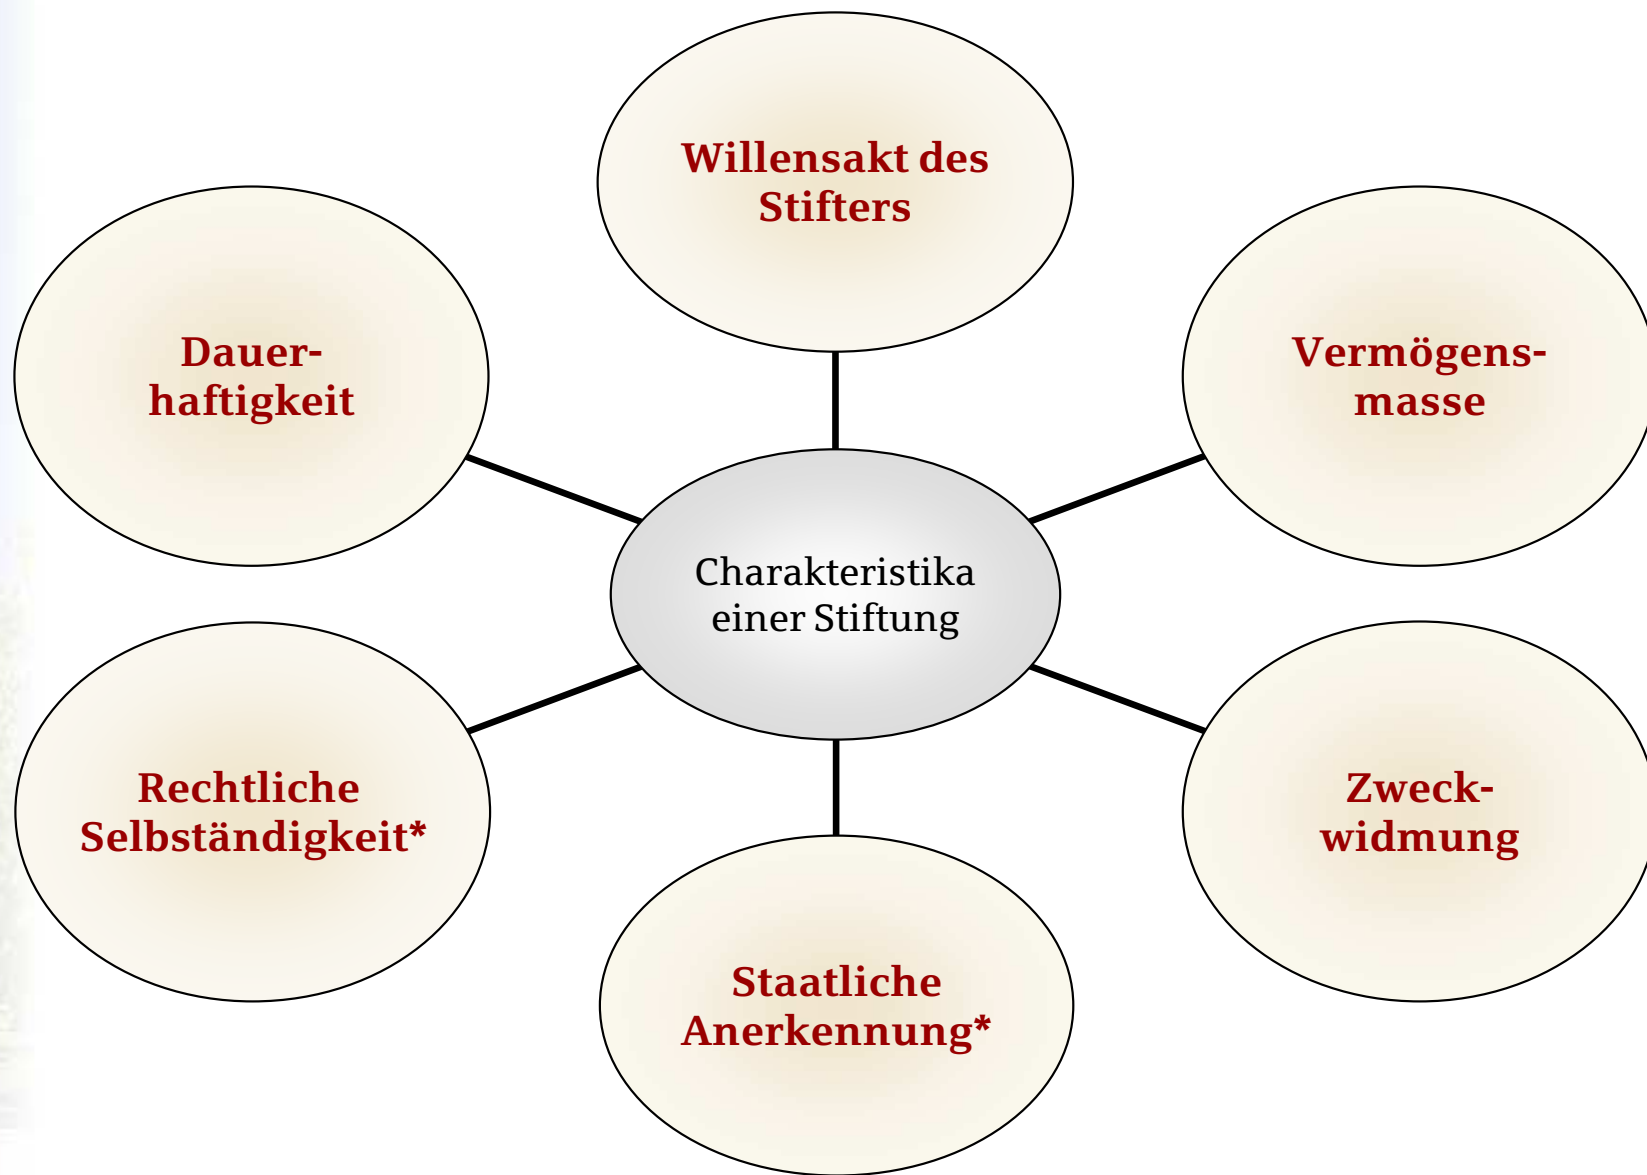 Willensakt des
Stifters
Dauer-
haftigkeit
Vermögens-
masse
Charakteristika
einer Stiftung
Rechtliche
Selbständigkeit*
Zweck-
widmung
Staatliche
Anerkennung*